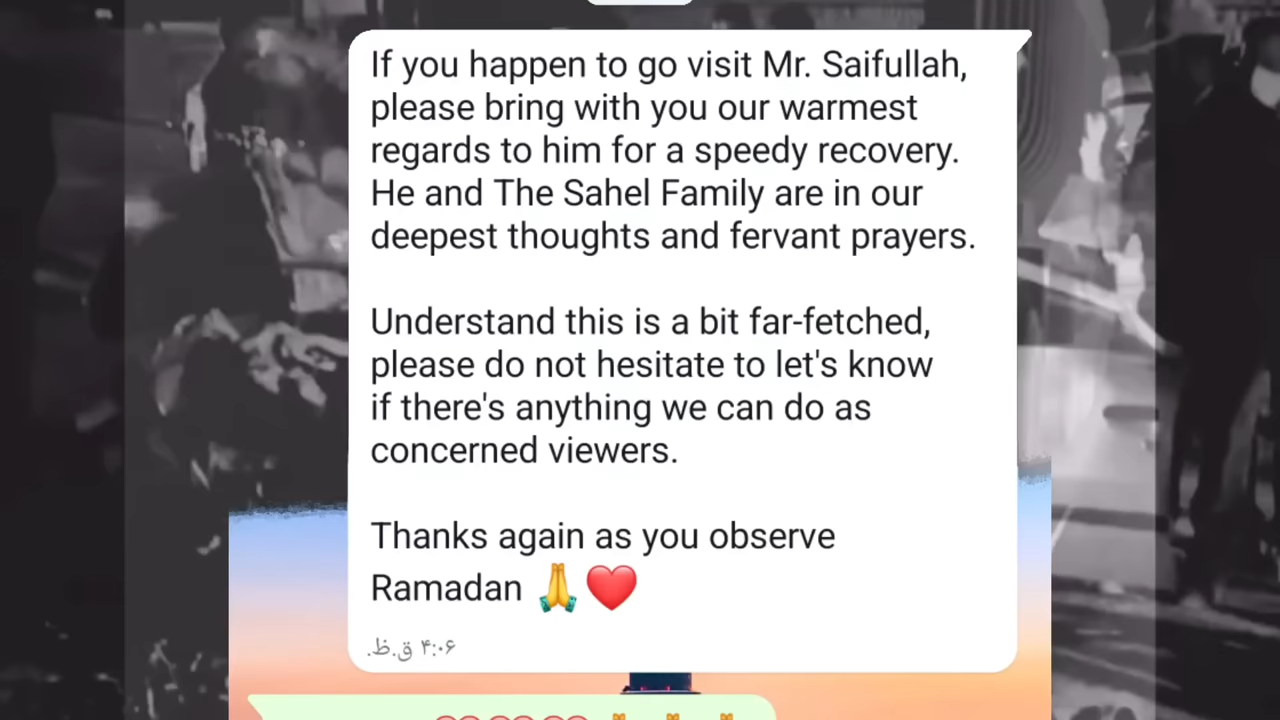 If you happen to go visit Mr. Saifullah,
please bring with you our warmest
regards to him for a speedy recovery.
He and The Sahel Family are in our
deepest thoughts and fervant prayers.
Understand this is a bit far-fetched,
please do not hesitate to let's know
if there's anything we can do as
concerned viewers.
Thanks again as you observe
Ramadan 🙏❤️
۴:۰۶ ق.ظ.